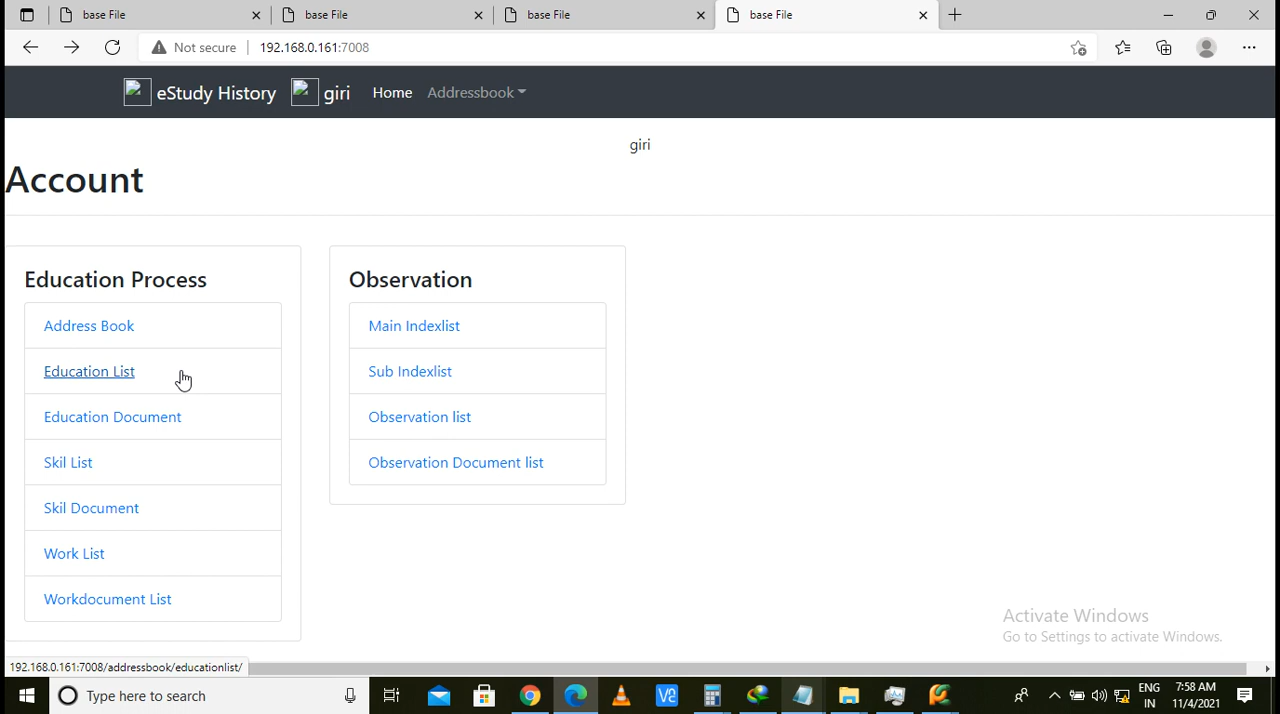 base File
base File
base File
base File
Not secure 192.168.0.161:7008
eStudy History giri Home Addressbook
giri
Account
Education Process
Address Book
Education List
Education Document
Skil List
Skil Document
Work List
Workdocument List
Observation
Main Indexlist
Sub Indexlist
Observation list
Observation Document list
Activate Windows
Go to Settings to activate Windows.
192.168.0.161:7008/addressbook/educationlist/
Type here to search
ENG
IN
7:58 AM
11/4/2021